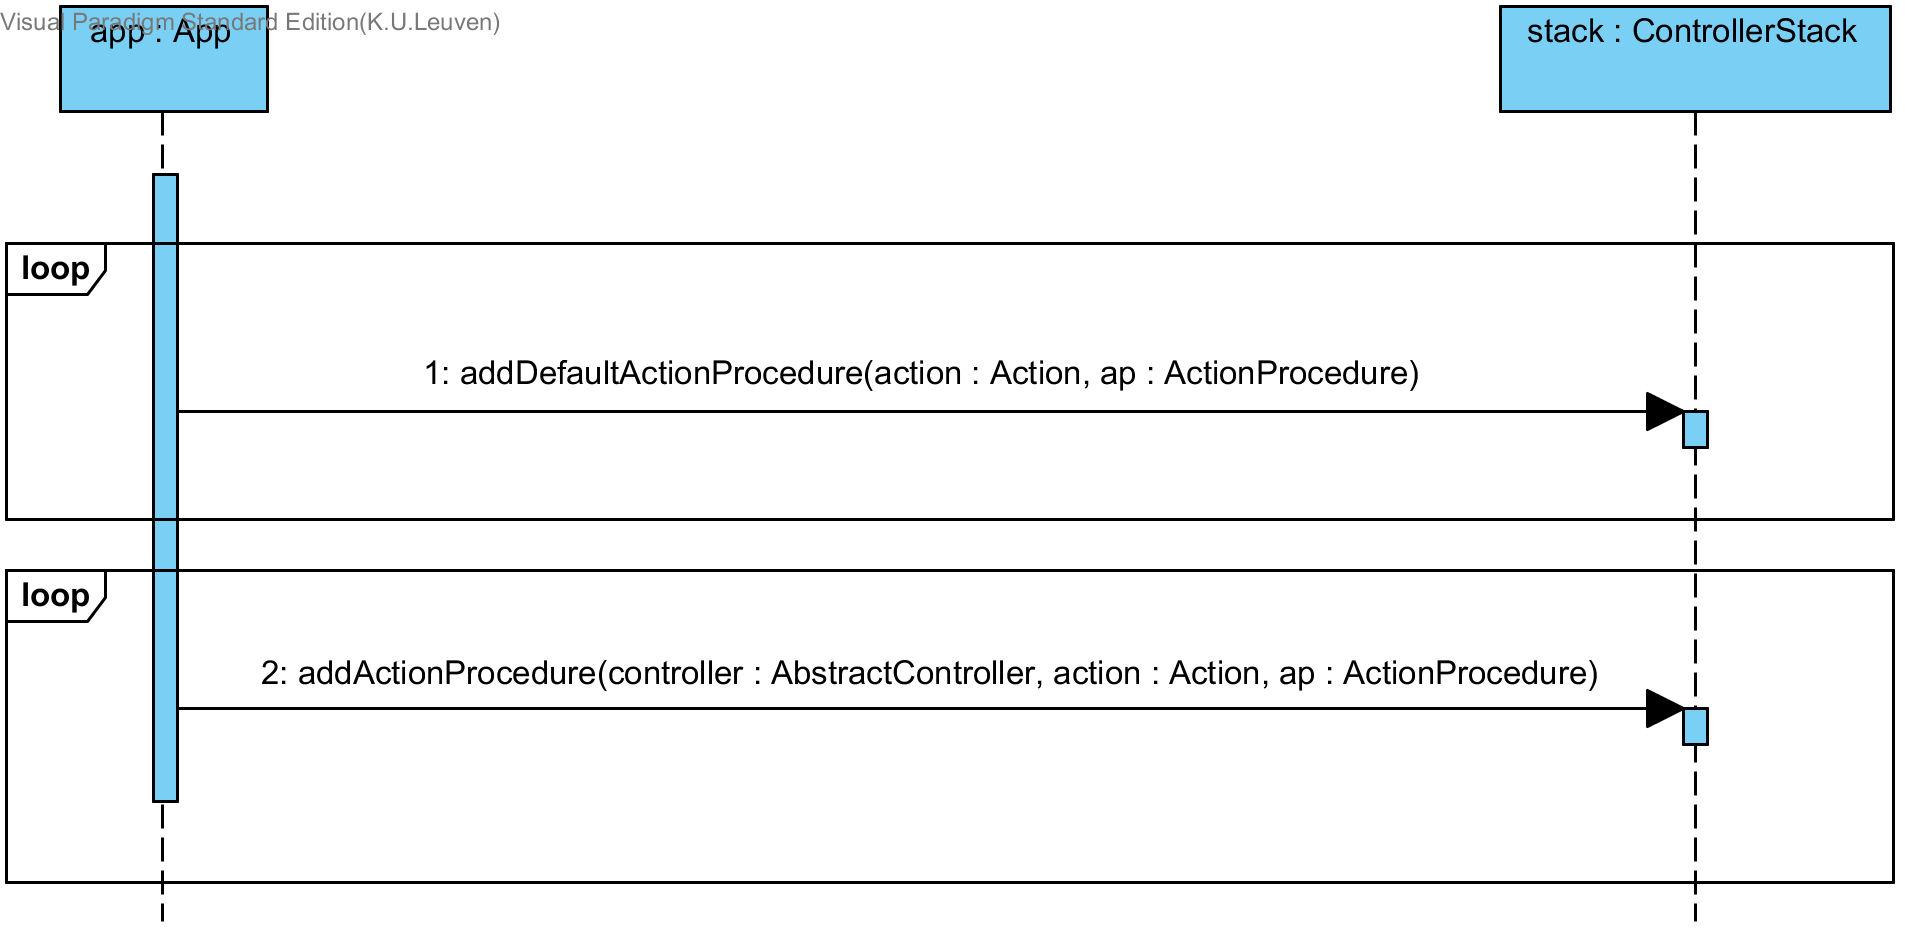 Visual Paradigm Standard Edition(K.U.Leuven)
app : App
stack : ControllerStack
loop
1: addDefaultActionProcedure(action : Action, ap : ActionProcedure)
loop
2: addActionProcedure(controller : AbstractController, action : Action, ap : ActionProcedure)